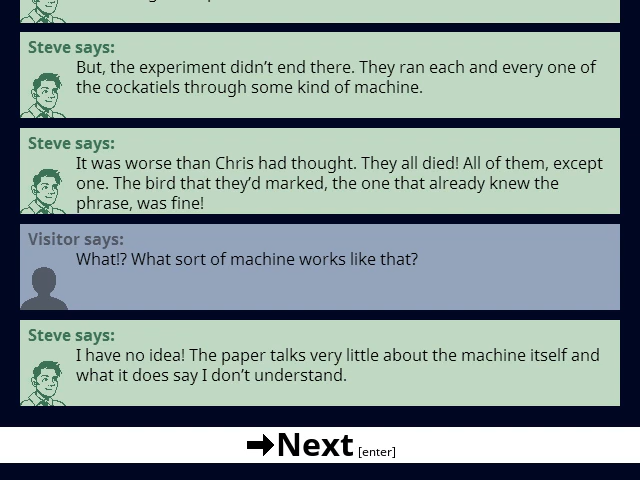 Steve says:
But, the experiment didn’t end there. They ran each and every one of
the cockatiels through some kind of machine.
Steve says:
It was worse than Chris had thought. They all died! All of them, except
one. The bird that they’d marked, the one that already knew the
phrase, was fine!
Visitor says:
What!? What sort of machine works like that?
Steve says:
I have no idea! The paper talks very little about the machine itself and
what it does say I don’t understand.
➡Next [enter]